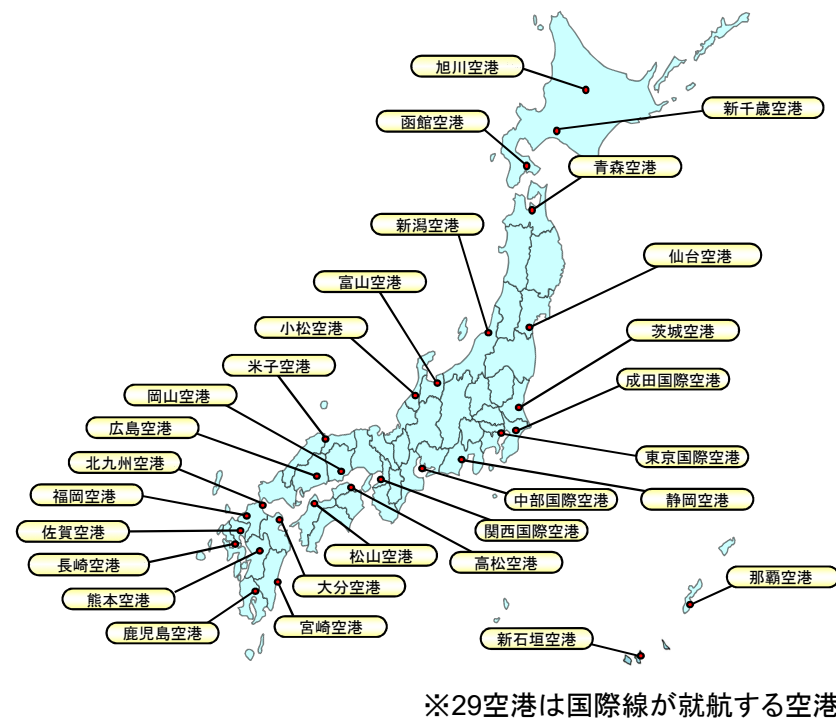 旭川空港
新千歳空港
函館空港
青森空港
新潟空港
仙台空港
富山空港
小松空港
茨城空港
米子空港
成田国際空港
岡山空港
広島空港
東京国際空港
北九州空港
福岡空港
中部国際空港
静岡空港
佐賀空港
関西国際空港
松山空港
高松空港
長崎空港
大分空港
那覇空港
熊本空港
宮崎空港
鹿児島空港
新石垣空港
※29空港は国際線が就航する空港